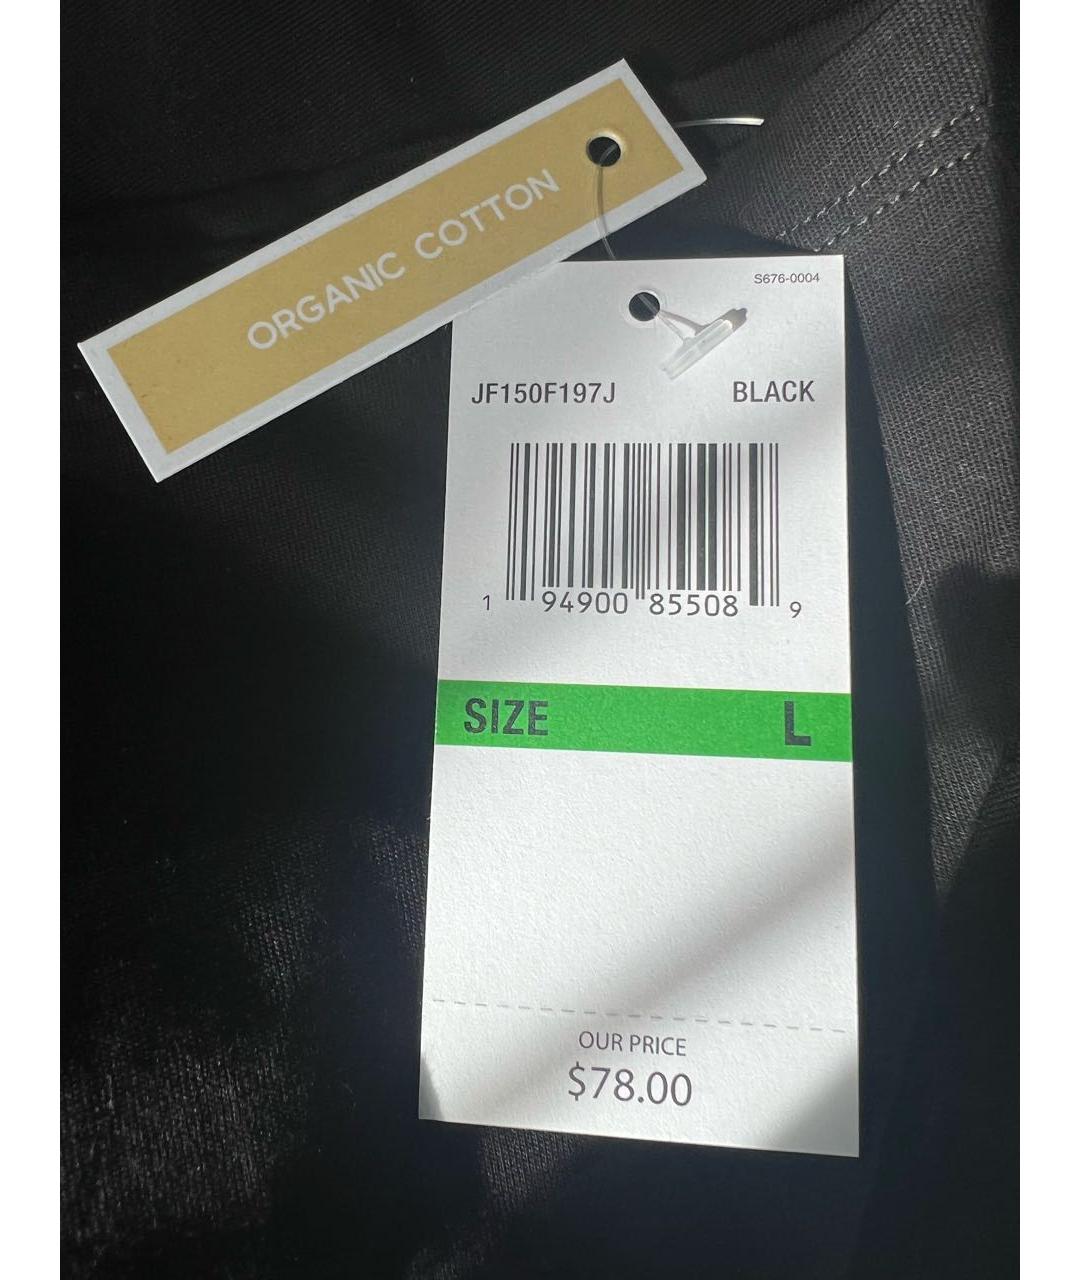 ORGANIC COTTON
S676-0004
JF150F197J BLACK
1 94900 85508 9
SIZE L
OUR PRICE
$78.00